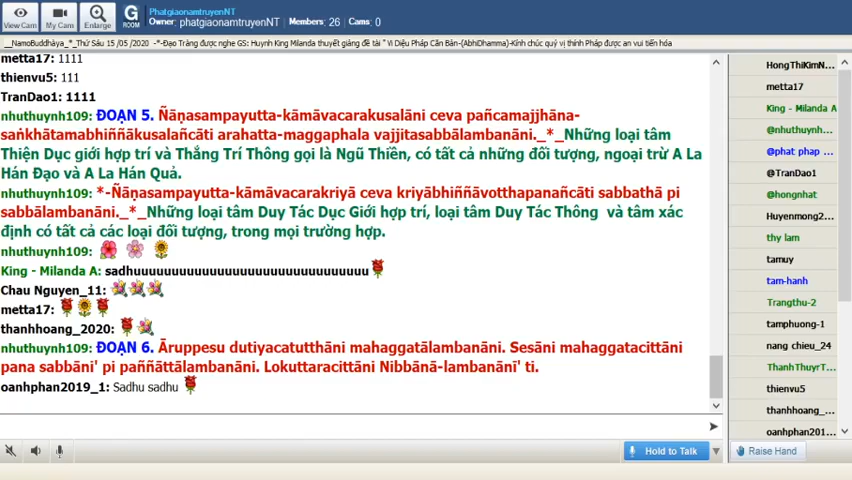 View Cam
My Cam
Enlarge
G
ROOM
PhatgiaonamtruyenNT
Owner: phatgiaonamtruyenNT Members: 26 Cams: 0
__NamoBuddhàya_*_Thứ Sáu 15 /05 /2020 -*-Đạo Tràng được nghe GS: Huynh King Milanda thuyết giảng đề tài " Vi Diệu Pháp Căn Bản-(AbhiDhamma)-Kính chúc quý vị thính Pháp được an vui tiến hóa
metta17: 1111
thienvu5: 111
TranDao1: 1111
nhuthuynh109: ĐOẠN 5. Ñāṇasampayutta-kāmāvacarakusalāni ceva pañcamajjhāna-
saṅkhātamabhiññākusalañcāti arahatta-maggaphala vajjitasabbālambanāni._*_Những loại tâm
Thiện Dục giới hợp trí và Thắng Trí Thông gọi là Ngũ Thiền, có tất cả những đối tượng, ngoại trừ A La
Hán Đạo và A La Hán Quả.
nhuthuynh109: *-Ñāṇasampayutta-kāmāvacarakriyā ceva kriyābhiññāvotthapanañcāti sabbathā pi
sabbālambanāni._*_Những loại tâm Duy Tác Dục Giới hợp trí, loại tâm Duy Tác Thông và tâm xác
định có tất cả các loại đối tượng, trong mọi trường hợp.
nhuthuynh109:
King - Milanda A: sadhuuuuuuuuuuuuuuuuuuuuuuuuuuuuuuu
Chau Nguyen_11:
metta17:
thanhhoang_2020:
nhuthuynh109: ĐOẠN 6. Āruppesu dutiyacatutthāni mahaggatālambanāni. Sesāni mahaggatacittāni
pana sabbāni' pi paññāttālambanāni. Lokuttaracittāni Nibbānā-lambanānī' ti.
oanhphan2019_1: Sadhu sadhu
Hold to Talk
HongThiKimN...
metta17
King - Milanda A
@nhuthuynh...
@phat phap ...
@TranDao1
@hongnhat
Huyenmong2...
thy lam
tamuy
tam-hanh
Trangthu-2
tamphuong-1
nang chieu_24
ThanhThuyrT...
thienvu5
thanhhoang_...
oanhphan201...
Raise Hand